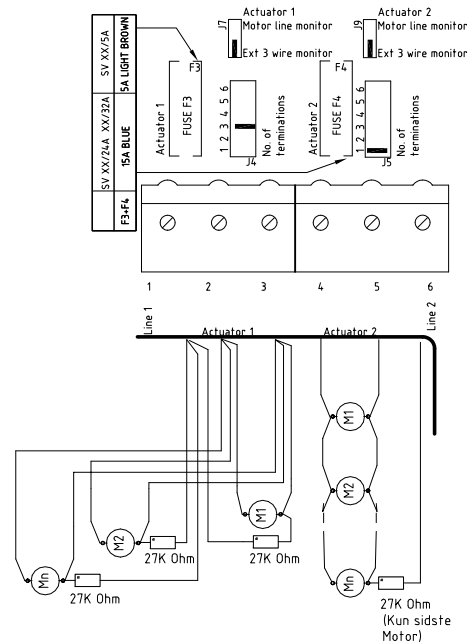 Actuator 1
Motor line monitor
J7
Ext 3 wire monitor
Actuator 2
Motor line monitor
J9
Ext 3 wire monitor
SV XX/5A
5A LIGHT BROWN
SV XX/24A XX/32A
15A BLUE
F3+F4
Actuator 1
F3
FUSE F3
1 2 3 4 5 6
J4
No. of
terminations
Actuator 2
F4
FUSE F4
1 2 3 4 5 6
J5
No. of
terminations
1 2 3 4 5 6
Line 1
Actuator 1
Actuator 2
Line 2
M1
M2
M1
M2
27K Ohm
27K Ohm
Mn
27K Ohm
Mn
27K Ohm
(Kun sidste
Motor)